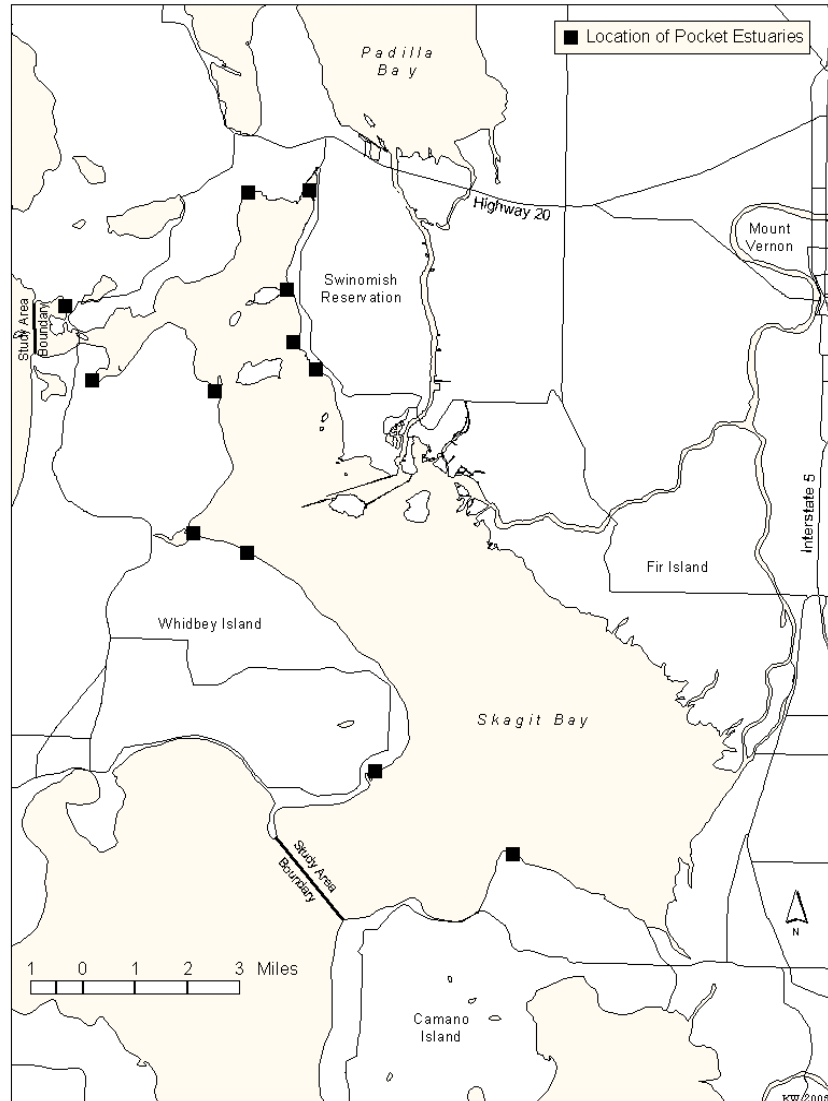 Location of Pocket Estuaries
Padilla
Bay
Highway 20
Mount
Vernon
Swinomish
Reservation
Study Area
Boundary
Interstate 5
Fir Island
Whidbey Island
Skagit Bay
Study Area
Boundary
N
1 0 1 2 3 Miles
Camano
Island
KW 2005